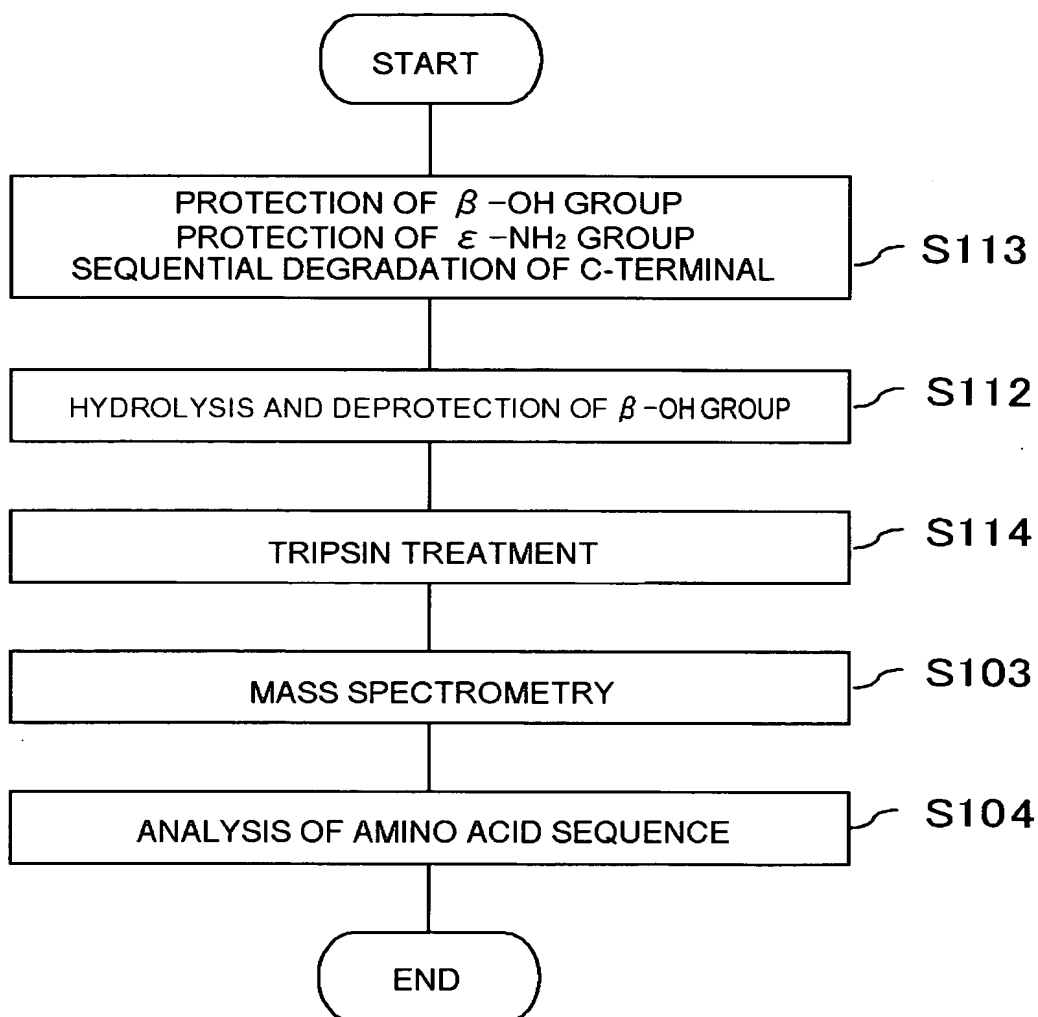 START
PROTECTION OF β-OH GROUP
PROTECTION OF ε-NH₂ GROUP
SEQUENTIAL DEGRADATION OF C-TERMINAL
S113
HYDROLYSIS AND DEPROTECTION OF β-OH GROUP
S112
TRIPSIN TREATMENT
S114
MASS SPECTROMETRY
S103
ANALYSIS OF AMINO ACID SEQUENCE
S104
END